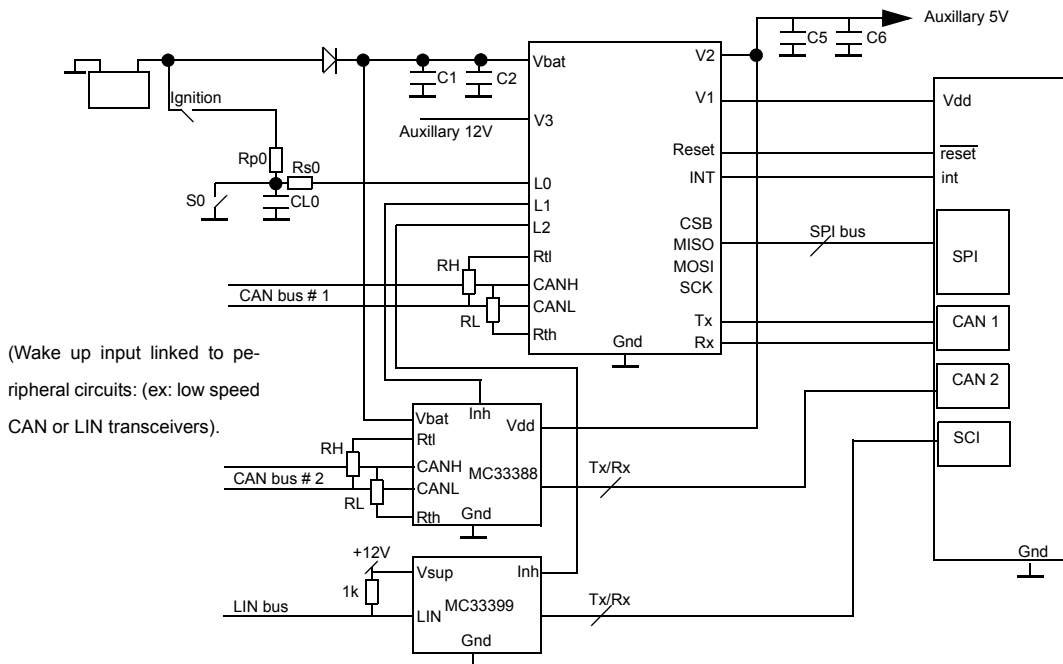 Auxillary 5V
C5
C6
V2
Vbat
C1
C2
Ignition
V1
Vdd
V3
Auxillary 12V
Reset
reset
Rp0
Rs0
INT
int
S0
CL0
L0
L1
L2
CSB
MISO
MOSI
SCK
SPI bus
SPI
Rtl
RH
CANH
CAN bus # 1
CANL
RL
Rth
Tx
Rx
CAN 1
Gnd
(Wake up input linked to pe-
ripheral circuits: (ex: low speed
CAN or LIN transceivers).
CAN 2
Inh
Vbat
Vdd
Rtl
RH
CANH
MC33388
CAN bus # 2
CANL
RL
Rth
Gnd
Tx/Rx
SCI
+12V
Vsup
Inh
1k
MC33399
LIN bus
LIN
Gnd
Tx/Rx
Gnd